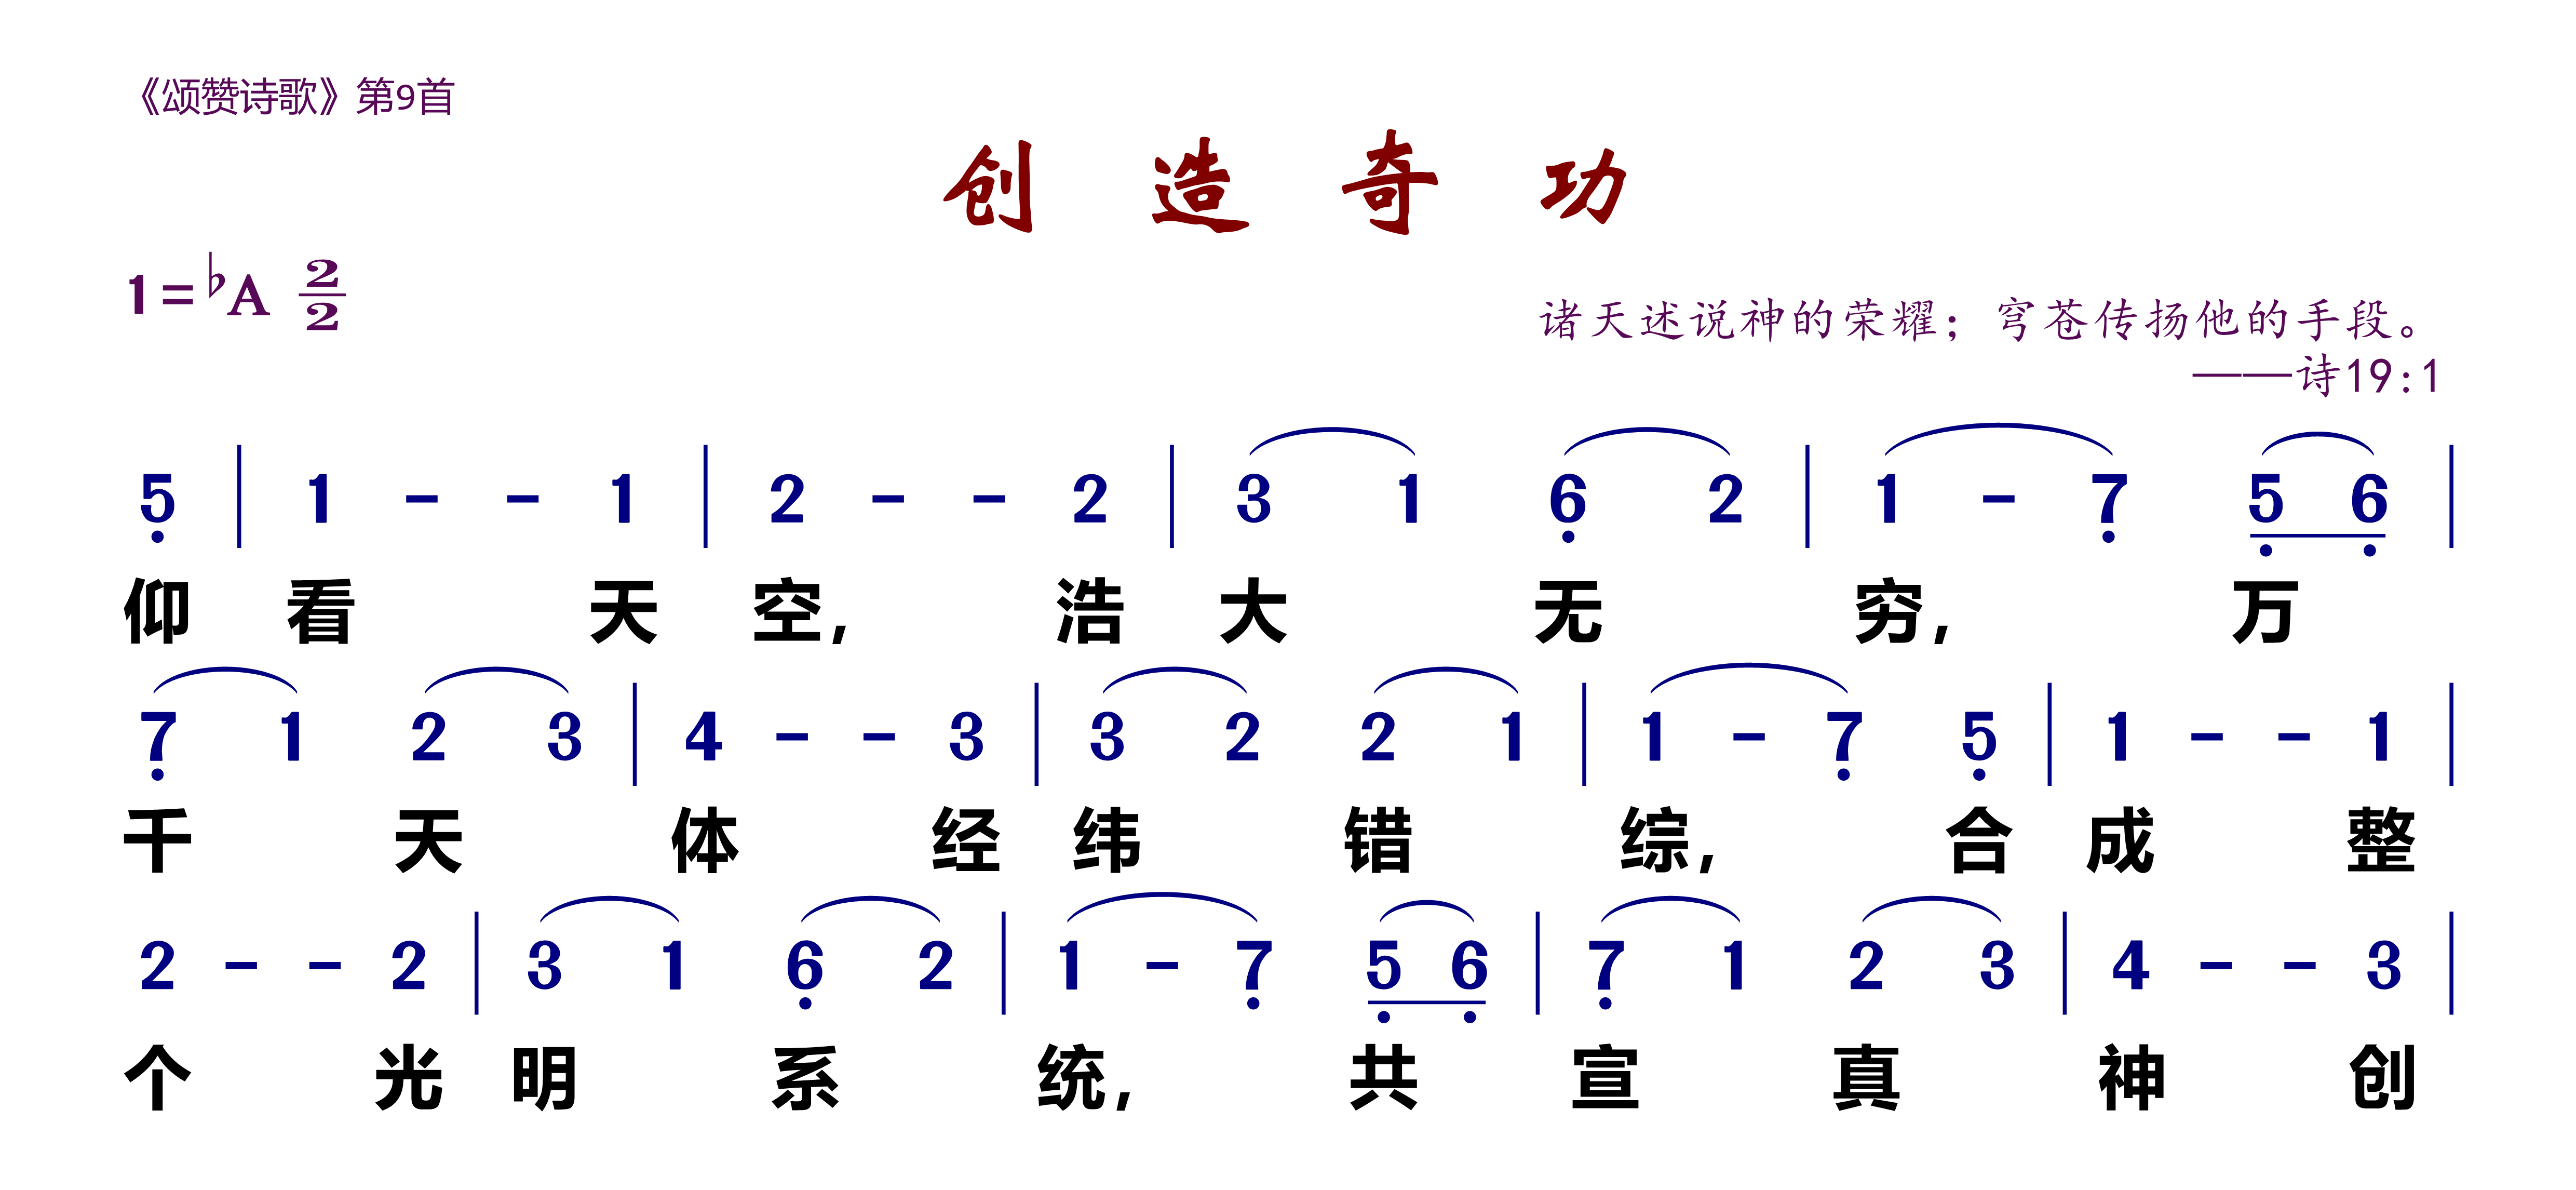 《颂赞诗歌》第9首
创造奇功
1=♭A 2/2
诸天述说神的荣耀；穹苍传扬他的手段。
——诗19:1
5̣ | 1 - - 1 | 2 - - 2 | 3 1 6̣ 2 | 1 - 7̣ 5̣ 6̣ |
仰看天空,浩大无穷,万
7̣ 1 2 3 | 4 - - 3 | 3 2 2 1 | 1 - 7̣ 5̣ | 1 - - 1 |
千天体经纬错综,合成整
2 - - 2 | 3 1 6̣ 2 | 1 - 7̣ 5̣ 6̣ | 7̣ 1 2 3 | 4 - - 3 |
个光明系统,共宣真神创